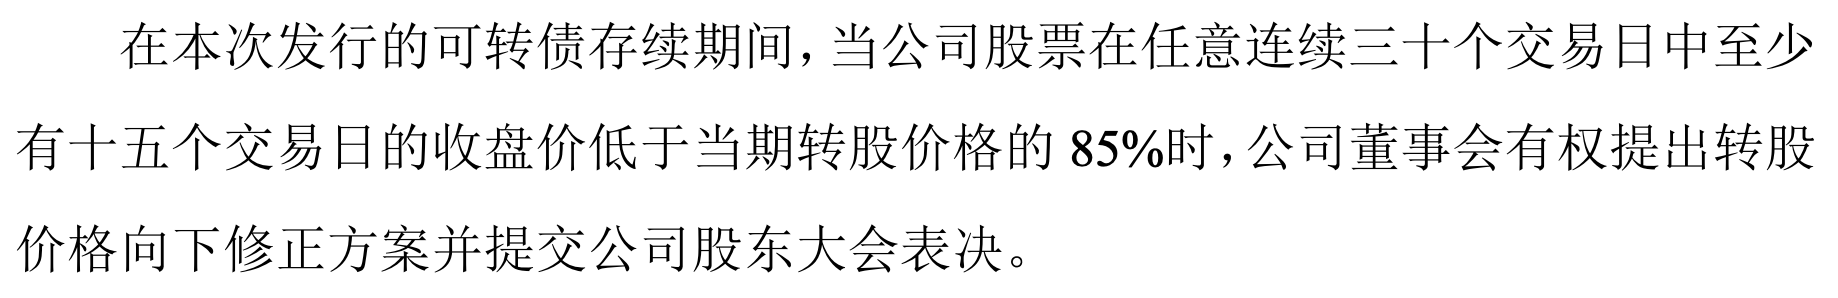 在本次发行的可转债存续期间，当公司股票在任意连续三十个交易日中至少
有十五个交易日的收盘价低于当期转股价格的 85%时，公司董事会有权提出转股
价格向下修正方案并提交公司股东大会表决。